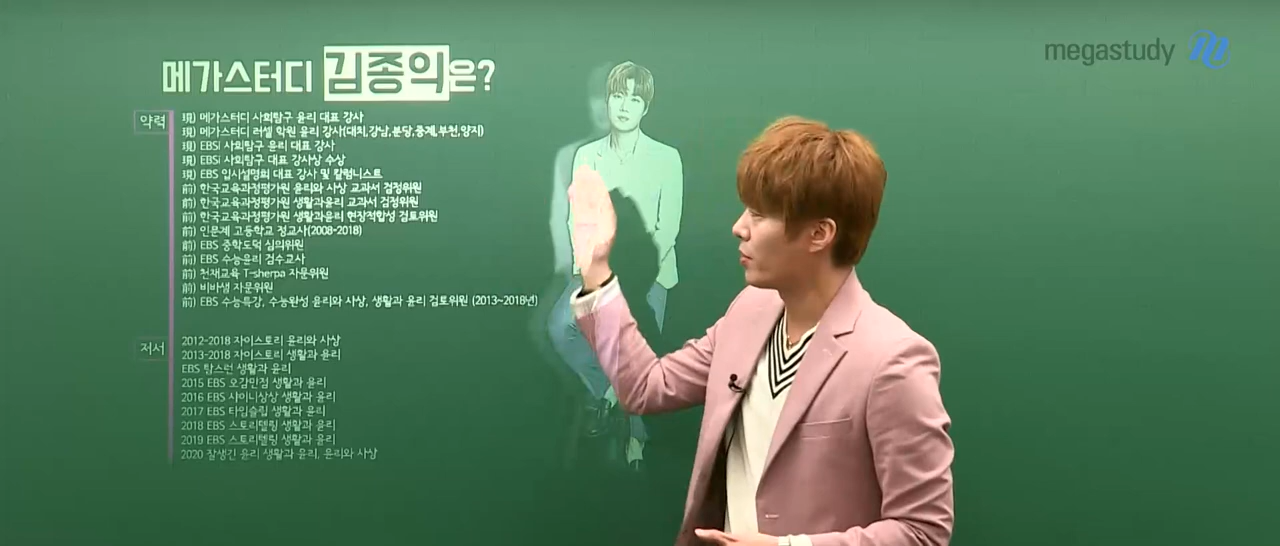 megastudy
메가스터디 김종익은?
약력
現) 메가스터디 사회탐구 윤리 대표 강사
現) 메가스터디 러셀 학원 윤리 강사(대치,강남,분당,중계,부천,양지)
現) EBSi 사회탐구 윤리 대표 강사
現) EBSi 사회탐구 대표 강사상 수상
現) EBS 입시설명회 대표 강사 및 칼럼니스트
前) 한국교육과정평가원 윤리와 사상 교과서 검정위원
前) 한국교육과정평가원 생활과윤리 교과서 검정위원
前) 한국교육과정평가원 생활과윤리 현장적합성 검토위원
前) 인문계 고등학교 정교사(2008-2018)
前) EBS 중학도덕 심의위원
前) EBS 수능윤리 검수교사
前) 천재교육 T-sherpa 자문위원
前) 비바샘 자문위원
前) EBS 수능특강, 수능완성 윤리와 사상, 생활과 윤리 검토위원 (2013~2018년)
저서
2012-2018 자이스토리 윤리와 사상
2013-2018 자이스토리 생활과 윤리
EBS 탐스런 생활과 윤리
2015 EBS 오감만점 생활과 윤리
2016 EBS 샤이니상상 생활과 윤리
2017 EBS 타임슬립 생활과 윤리
2018 EBS 스토리텔링 생활과 윤리
2019 EBS 스토리텔링 생활과 윤리
2020 잘생긴 윤리 생활과 윤리, 윤리와 사상